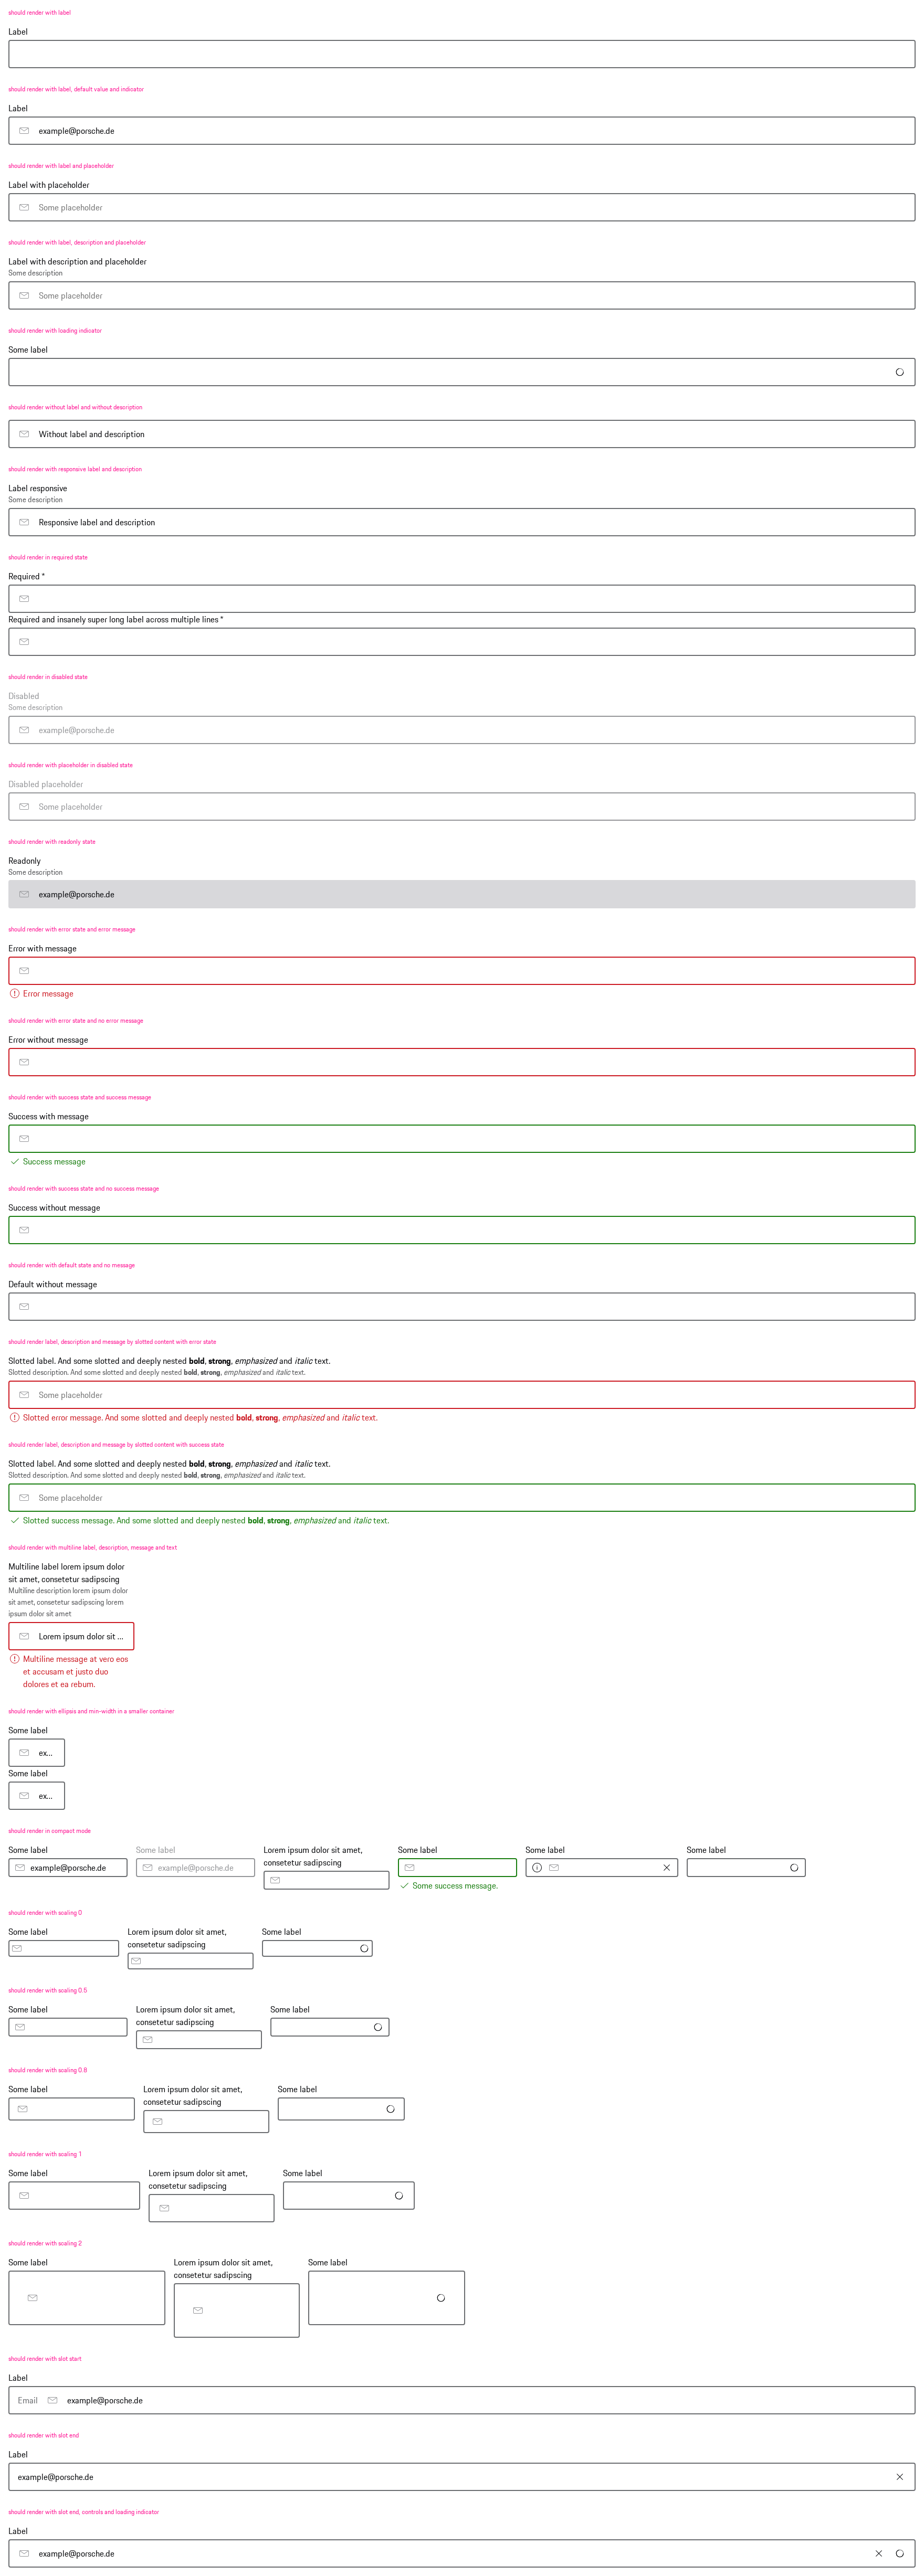 should render with label
Label
should render with label, default value and indicator
Label
example@porsche.de
should render with label and placeholder
Label with placeholder
Some placeholder
should render with label, description and placeholder
Label with description and placeholder
Some description
Some placeholder
should render with loading indicator
Some label
should render without label and without description
Without label and description
should render with responsive label and description
Label responsive
Some description
Responsive label and description
should render in required state
Required *
Required and insanely super long label across multiple lines *
should render in disabled state
Disabled
Some description
example@porsche.de
should render with placeholder in disabled state
Disabled placeholder
Some placeholder
should render with readonly state
Readonly
Some description
example@porsche.de
should render with error state and error message
Error with message
Error message
should render with error state and no error message
Error without message
should render with success state and success message
Success with message
Success message
should render with success state and no success message
Success without message
should render with default state and no message
Default without message
should render label, description and message by slotted content with error state
Slotted label. And some slotted and deeply nested bold, strong, emphasized and italic text.
Slotted description. And some slotted and deeply nested bold, strong, emphasized and italic text.
Some placeholder
Slotted error message. And some slotted and deeply nested bold, strong, emphasized and italic text.
should render label, description and message by slotted content with success state
Slotted label. And some slotted and deeply nested bold, strong, emphasized and italic text.
Slotted description. And some slotted and deeply nested bold, strong, emphasized and italic text.
Some placeholder
Slotted success message. And some slotted and deeply nested bold, strong, emphasized and italic text.
should render with multiline label, description, message and text
Multiline label lorem ipsum dolor
sit amet, consetetur sadipscing
Multiline description lorem ipsum dolor
sit amet, consetetur sadipscing lorem
ipsum dolor sit amet
Lorem ipsum dolor sit ...
Multiline message at vero eos
et accusam et justo duo
dolores et ea rebum.
should render with ellipsis and min-width in a smaller container
Some label
ex...
Some label
ex...
should render in compact mode
Some label
example@porsche.de
Some label
example@porsche.de
Lorem ipsum dolor sit amet,
consetetur sadipscing
Some label
Some success message.
Some label
Some label
should render with scaling 0
Some label
Lorem ipsum dolor sit amet,
consetetur sadipscing
Some label
should render with scaling 0.5
Some label
Lorem ipsum dolor sit amet,
consetetur sadipscing
Some label
should render with scaling 0.8
Some label
Lorem ipsum dolor sit amet,
consetetur sadipscing
Some label
should render with scaling 1
Some label
Lorem ipsum dolor sit amet,
consetetur sadipscing
Some label
should render with scaling 2
Some label
Lorem ipsum dolor sit amet,
consetetur sadipscing
Some label
should render with slot start
Label
Email example@porsche.de
should render with slot end
Label
example@porsche.de
should render with slot end, controls and loading indicator
Label
example@porsche.de